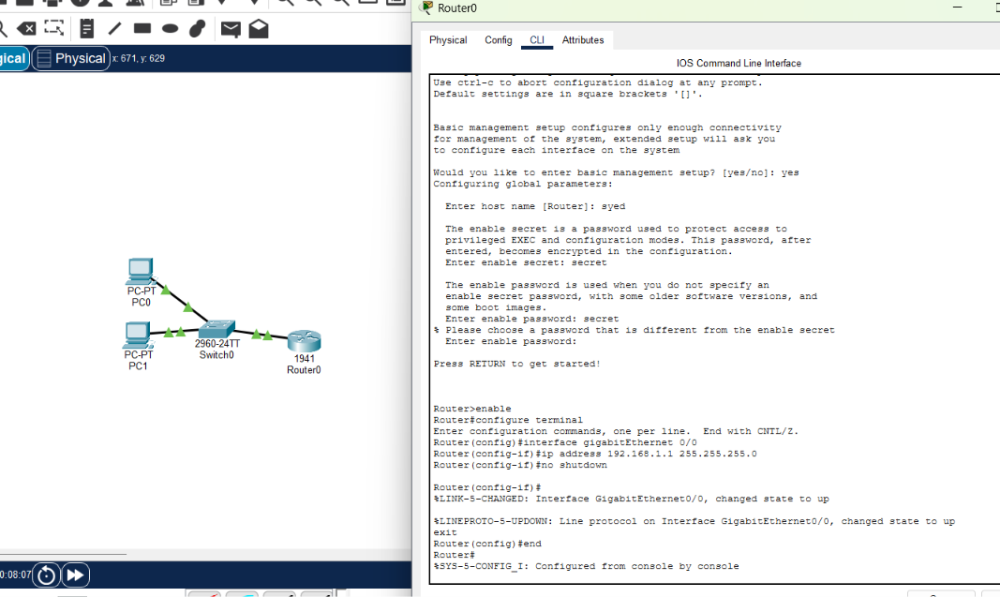 Router0
Physical
Config
CLI
Attributes
IOS Command Line Interface
gical
Physical
x: 671, y: 629
Use ctrl-c to abort configuration dialog at any prompt.
Default settings are in square brackets '[]'.
Basic management setup configures only enough connectivity
for management of the system, extended setup will ask you
to configure each interface on the system
Would you like to enter basic management setup? [yes/no]: yes
Configuring global parameters:
Enter host name [Router]: syed
The enable secret is a password used to protect access to
privileged EXEC and configuration modes. This password, after
entered, becomes encrypted in the configuration.
Enter enable secret: secret
The enable password is used when you do not specify an
enable secret password, with some older software versions, and
some boot images.
Enter enable password: secret
% Please choose a password that is different from the enable secret
Enter enable password:
Press RETURN to get started!
Router>enable
Router#configure terminal
Enter configuration commands, one per line.  End with CNTL/Z.
Router(config)#interface gigabitEthernet 0/0
Router(config-if)#ip address 192.168.1.1 255.255.255.0
Router(config-if)#no shutdown
Router(config-if)#
%LINK-5-CHANGED: Interface GigabitEthernet0/0, changed state to up
%LINEPROTO-5-UPDOWN: Line protocol on Interface GigabitEthernet0/0, changed state to up
exit
Router(config)#end
Router#
%SYS-5-CONFIG_I: Configured from console by console
PC-PT
PC0
PC-PT
PC1
2960-24TT
Switch0
1941
Router0
0:08:07